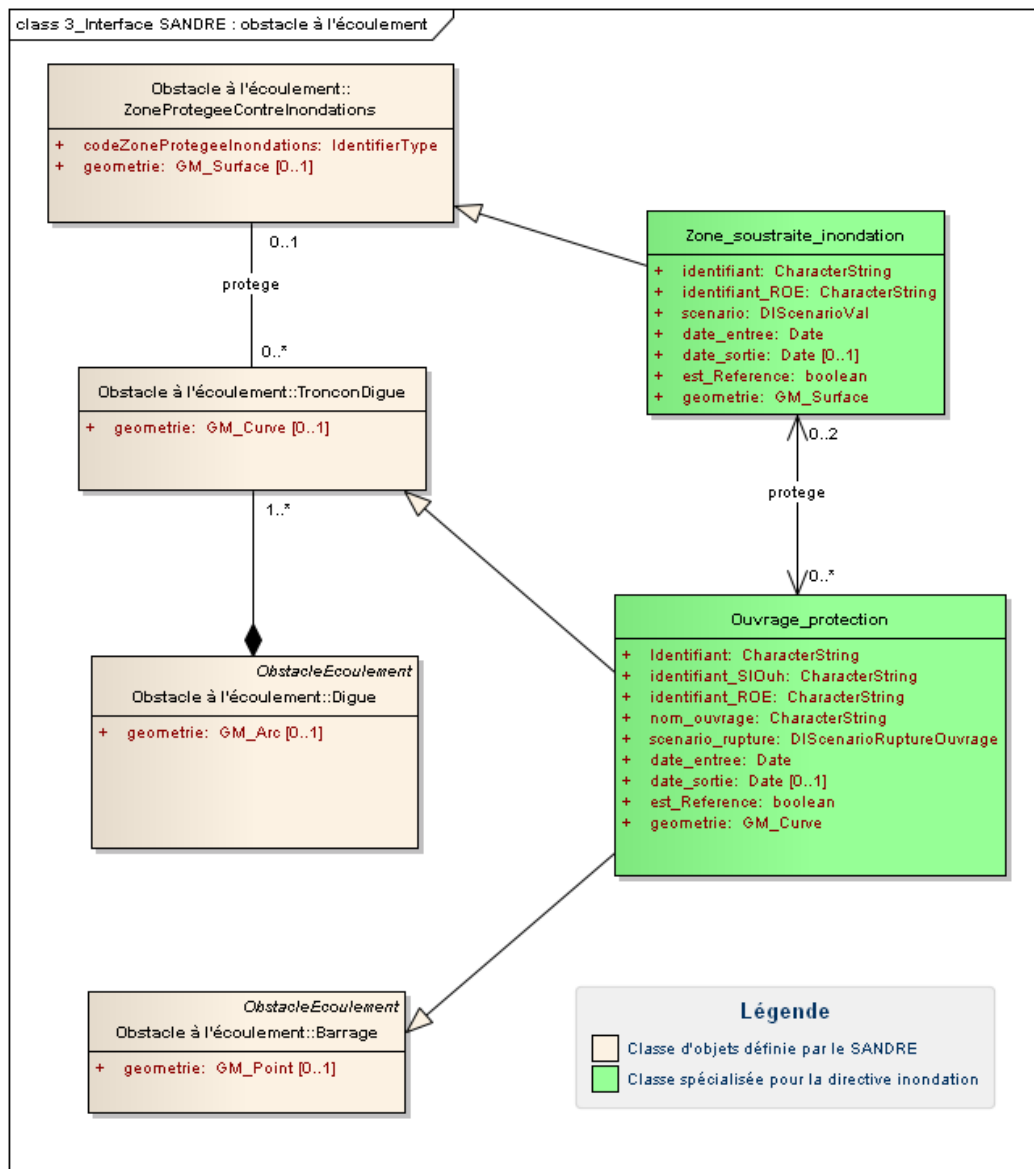 class 3_Interface SANDRE : obstacle à l'écoulement
Obstacle à l'écoulement::
ZoneProtegeeContreInondations
+ codeZoneProtegeeInondations: IdentifierType
+ geometrie: GM_Surface [0..1]
0..1
protege
0..*
Zone_soustraite_inondation
+ identifiant: CharacterString
+ identifiant_ROE: CharacterString
+ scenario: DIScenarioVal
+ date_entree: Date
+ date_sortie: Date [0..1]
+ est_Reference: boolean
+ geometrie: GM_Surface
Obstacle à l'écoulement::TronconDigue
+ geometrie: GM_Curve [0..1]
0..2
protege
0..*
1..*
Ouvrage_protection
+ Identifiant: CharacterString
+ identifiant_SIOuh: CharacterString
+ identifiant_ROE: CharacterString
+ nom_ouvrage: CharacterString
+ scenario_rupture: DIScenarioRuptureOuvrage
+ date_entree: Date
+ date_sortie: Date [0..1]
+ est_Reference: boolean
+ geometrie: GM_Curve
ObstacleEcoulement
Obstacle à l'écoulement::Digue
+ geometrie: GM_Arc [0..1]
ObstacleEcoulement
Obstacle à l'écoulement::Barrage
+ geometrie: GM_Point [0..1]
Légende
Classe d'objets définie par le SANDRE
Classe spécialisée pour la directive inondation